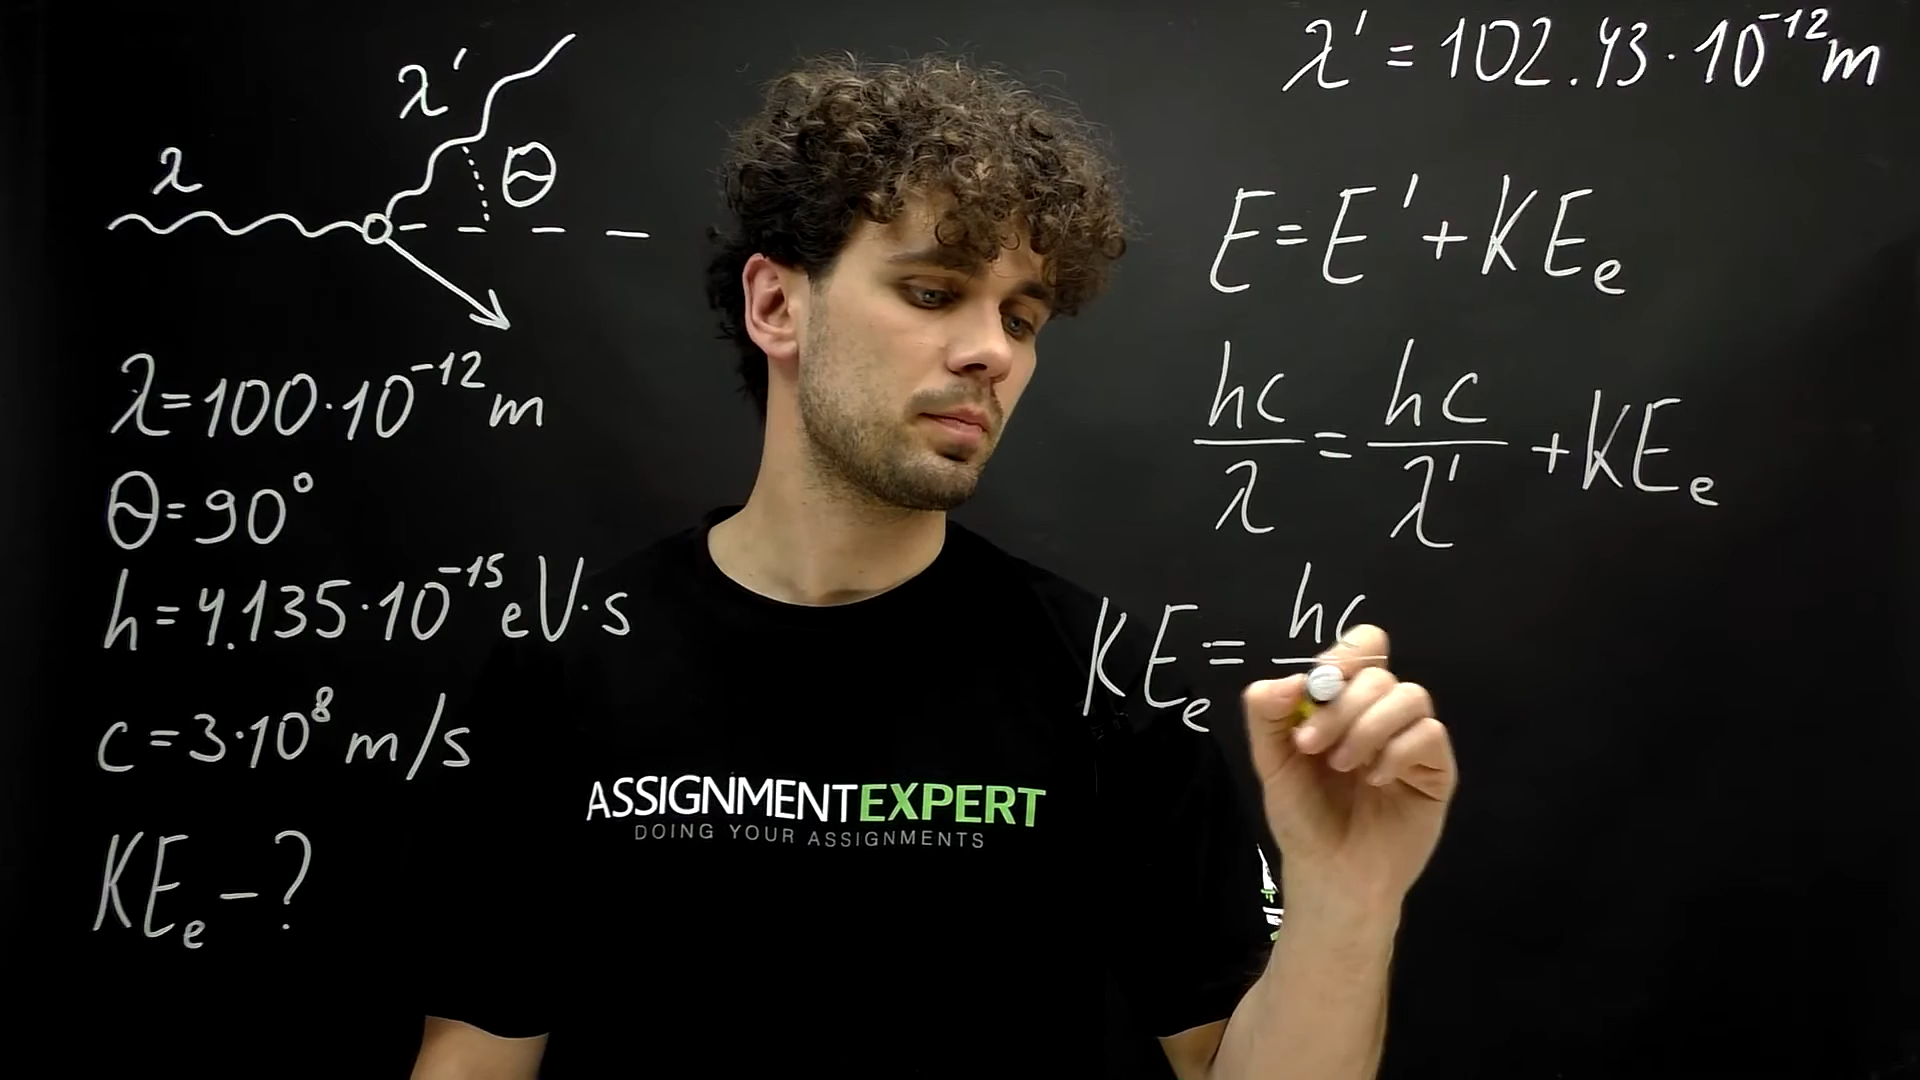 λ' = 102.43·10⁻¹² m
λ'
λ
θ
E = E' + KEₑ
λ = 100·10⁻¹² m
hc/λ = hc/λ' + KEₑ
θ = 90°
h = 4.135·10⁻¹⁵ eV·s
KEₑ = hc
c = 3·10⁸ m/s
ASSIGNMENTEXPERT
DOING YOUR ASSIGNMENTS
KEₑ - ?